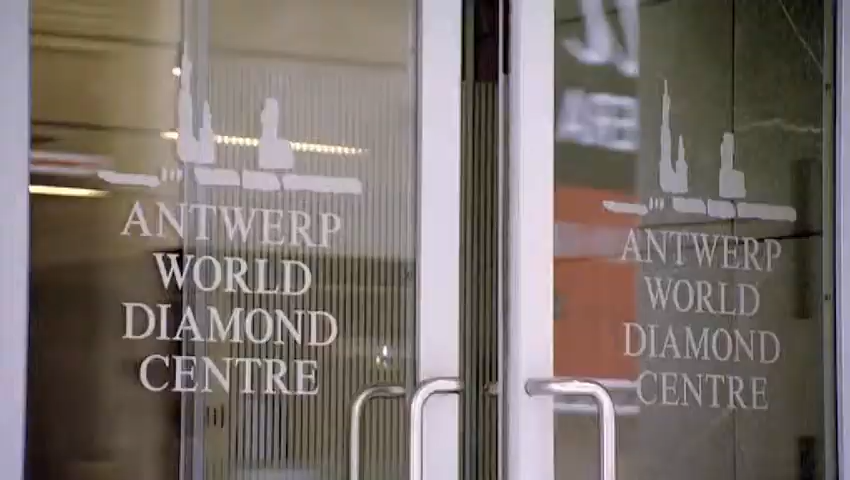 ANTWERP
WORLD
DIAMOND
CENTRE
ANTWERP
WORLD
DIAMOND
CENTRE